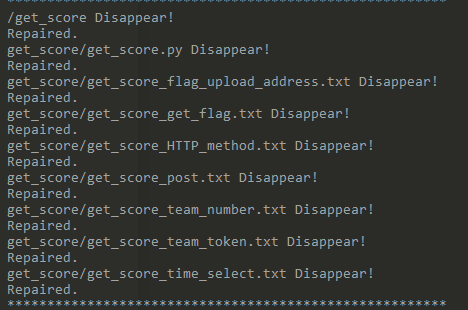 *******************************************************
/get_score Disappear!
Repaired.
get_score/get_score.py Disappear!
Repaired.
get_score/get_score_flag_upload_address.txt Disappear!
Repaired.
get_score/get_score_get_flag.txt Disappear!
Repaired.
get_score/get_score_HTTP_method.txt Disappear!
Repaired.
get_score/get_score_post.txt Disappear!
Repaired.
get_score/get_score_team_number.txt Disappear!
Repaired.
get_score/get_score_team_token.txt Disappear!
Repaired.
get_score/get_score_time_select.txt Disappear!
Repaired.
*******************************************************